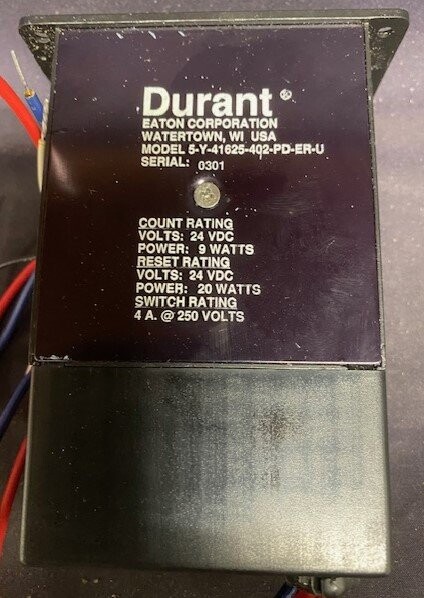 Durant ®
EATON CORPORATION
WATERTOWN, WI USA
MODEL 5-Y-41625-402-PD-ER-U
SERIAL: 0301
COUNT RATING
VOLTS: 24 VDC
POWER: 9 WATTS
RESET RATING
VOLTS: 24 VDC
POWER: 20 WATTS
SWITCH RATING
4 A. @ 250 VOLTS